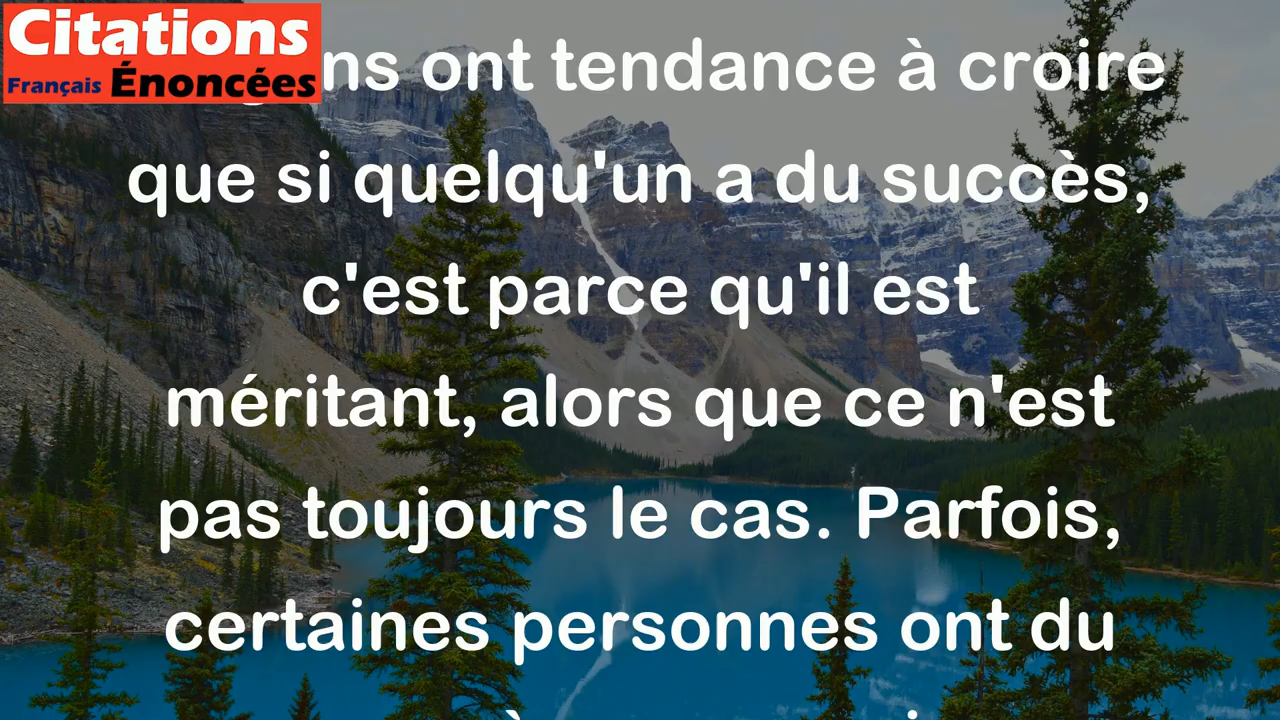 Citations
Français Énoncées
ont tendance à croire
que si quelqu'un a du succès,
c'est parce qu'il est
méritant, alors que ce n'est
pas toujours le cas. Parfois,
certaines personnes ont du